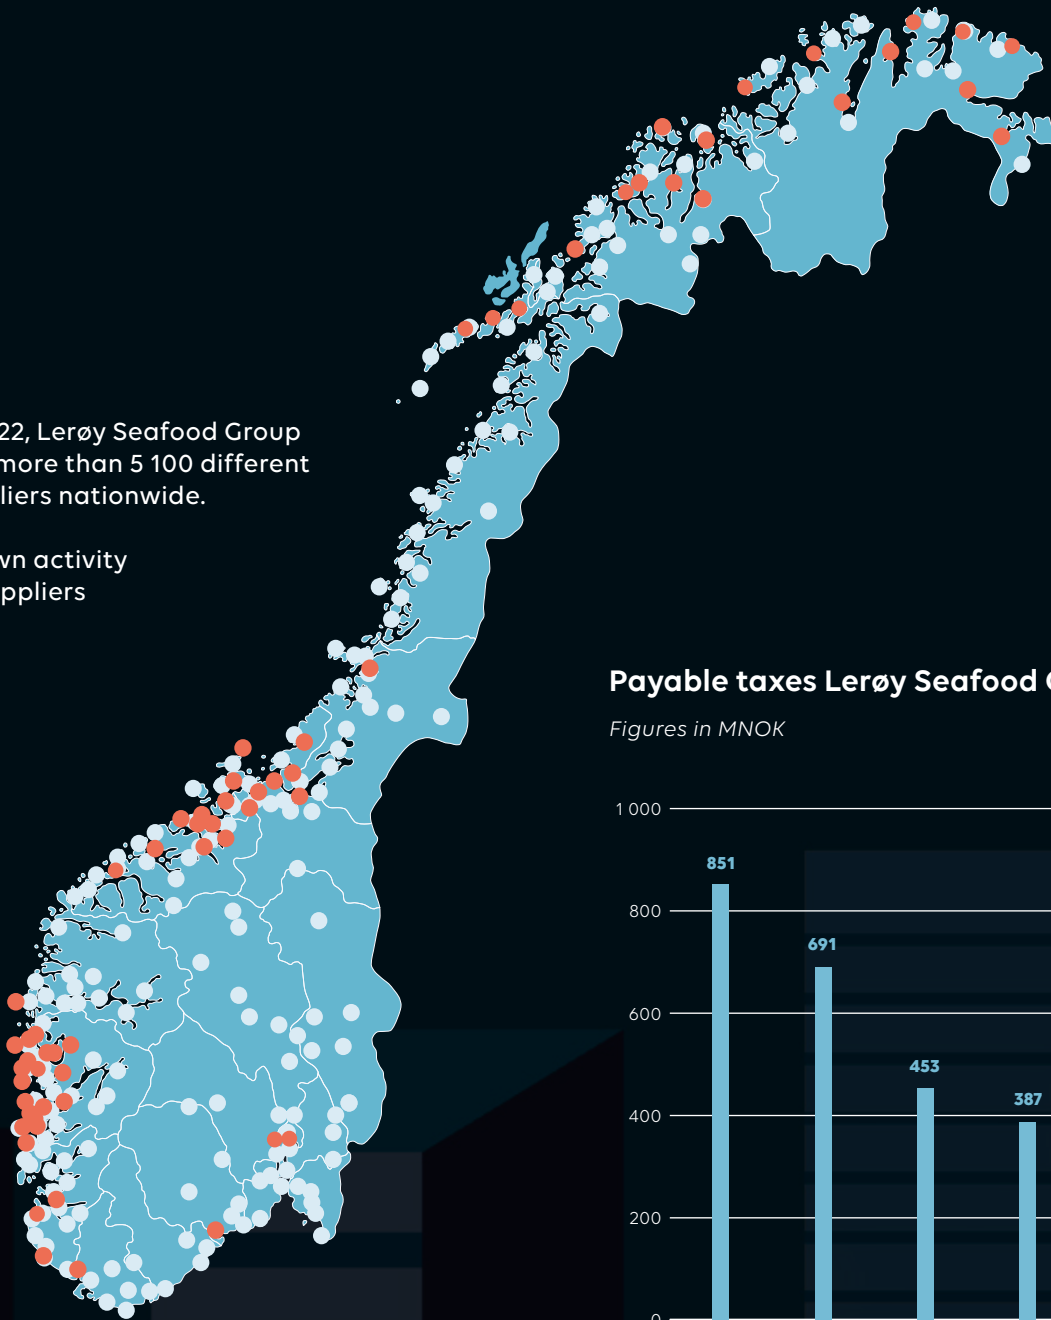 22, Lerøy Seafood Group
more than 5 100 different
liers nationwide.
wn activity
ppliers
Payable taxes Lerøy Seafood
Figures in MNOK
1 000
851
800
691
600
453
387
400
200
0